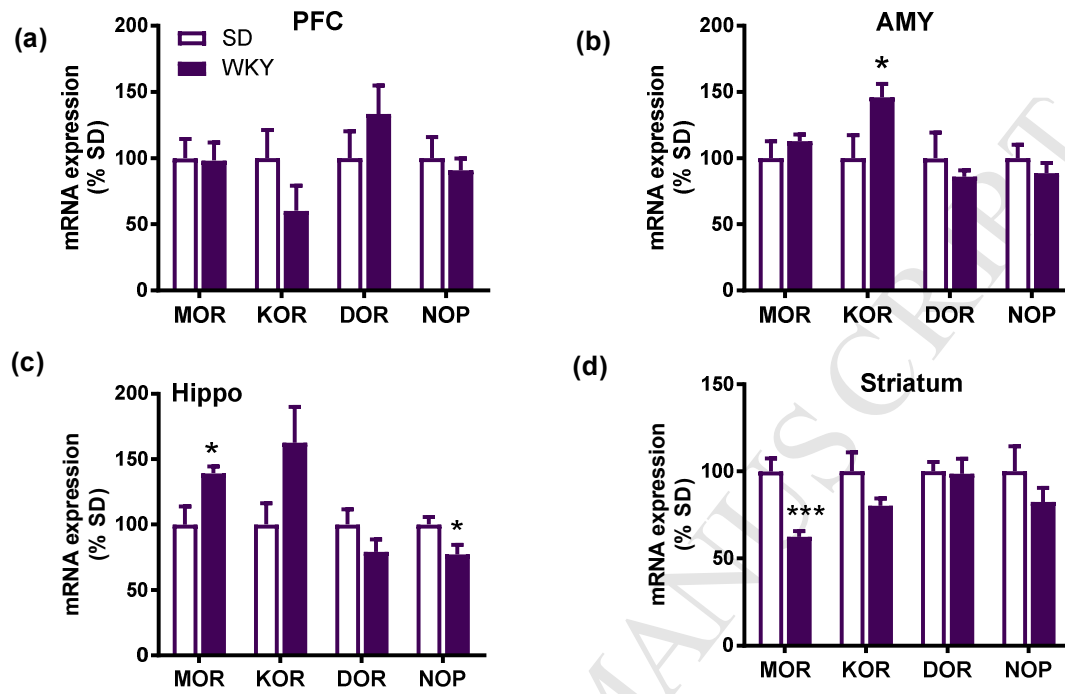 (a)
PFC
SD
WKY
mRNA expression
(% SD)
200
150
100
50
0
MOR KOR DOR NOP
(b)
AMY
mRNA expression
(% SD)
200
150
100
50
0
*
MOR KOR DOR NOP
(c)
Hippo
mRNA expression
(% SD)
200
150
100
50
0
*
*
MOR KOR DOR NOP
(d)
Striatum
mRNA expression
(% SD)
150
100
50
0
***
MOR KOR DOR NOP
MANUSCRIPT